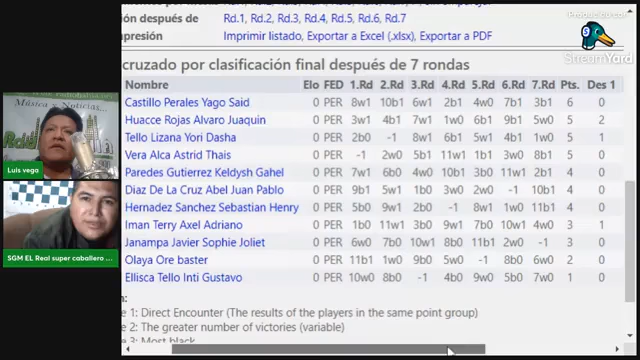 Producido con
StreamYard
ción después de Rd.1, Rd.2, Rd.3, Rd.4, Rd.5, Rd.6, Rd.7
presión Imprimir listado, Exportar a Excel (.xlsx), Exportar a PDF
cruzado por clasificación final después de 7 rondas
Nombre Elo FED 1.Rd 2.Rd 3.Rd 4.Rd 5.Rd 6.Rd 7.Rd Pts. Des 1
Castillo Perales Yago Said 0 PER 8w1 10b1 6w1 2b1 4w0 7b1 3b1 6 0
Huacce Rojas Alvaro Juaquin 0 PER 3w1 4b1 7w1 1w0 6b1 9b1 5w0 5 2
Tello Lizana Yori Dasha 0 PER 2b0 -1 8w1 6b1 5w1 4b1 1w0 5 1
Vera Alca Astrid Thais 0 PER -1 2w0 5b1 11w1 1b1 3w0 8b1 5 0
Paredes Gutierrez Keldysh Gahel 0 PER 7w1 6b0 4w0 10b1 3b0 11w1 2b1 4 0
Diaz De La Cruz Abel Juan Pablo 0 PER 9b1 5w1 1b0 3w0 2w0 -1 10b1 4 0
Hernadez Sanchez Sebastian Henry 0 PER 5b0 9w1 2b0 -1 8w1 1w0 11b1 4 0
Iman Terry Axel Adriano 0 PER 1b0 11w1 3b0 9w1 7b0 10w1 4w0 3 1
Janampa Javier Sophie Joliet 0 PER 6w0 7b0 10w1 8b0 11b1 2w0 -1 3 0
Olaya Ore baster 0 PER 11b1 1w0 9b0 5w0 -1 8b0 6w0 2 0
Ellisca Tello Inti Gustavo 0 PER 10w0 8b0 -1 4b0 9w0 5b0 7w0 1 0
n:
e 1: Direct Encounter (The results of the players in the same point group)
e 2: The greater number of victories (variable)
e 3: Most black
Música y Noticias...
Luis vega
SGM EL Real super caballero ...